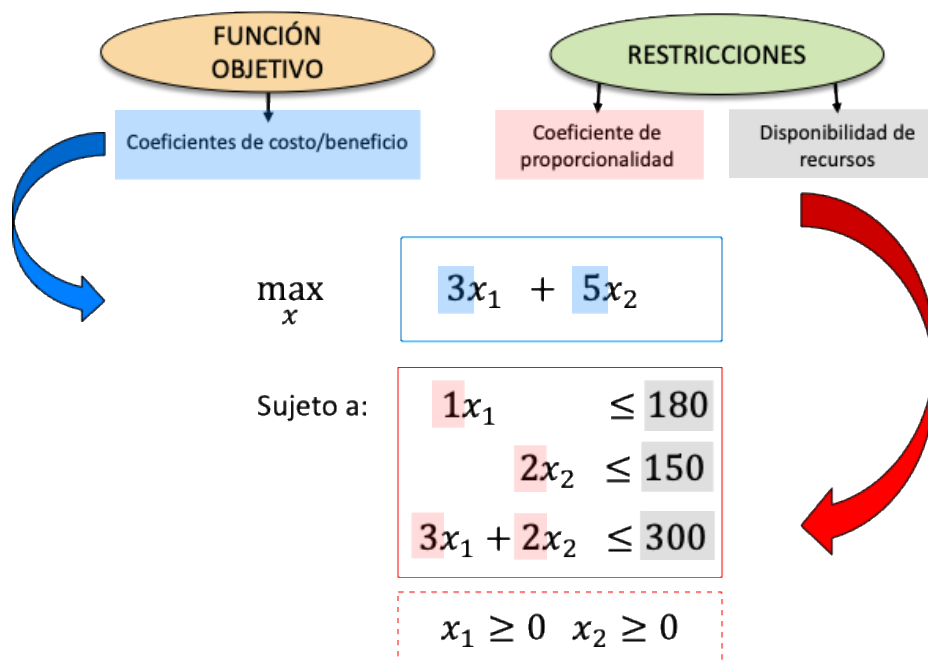 FUNCIÓN
OBJETIVO
RESTRICCIONES
Coeficientes de costo/beneficio
Coeficiente de
proporcionalidad
Disponibilidad de
recursos
max 3x₁ + 5x₂
x
Sujeto a: 1x₁ ≤ 180
2x₂ ≤ 150
3x₁ + 2x₂ ≤ 300
x₁ ≥ 0 x₂ ≥ 0